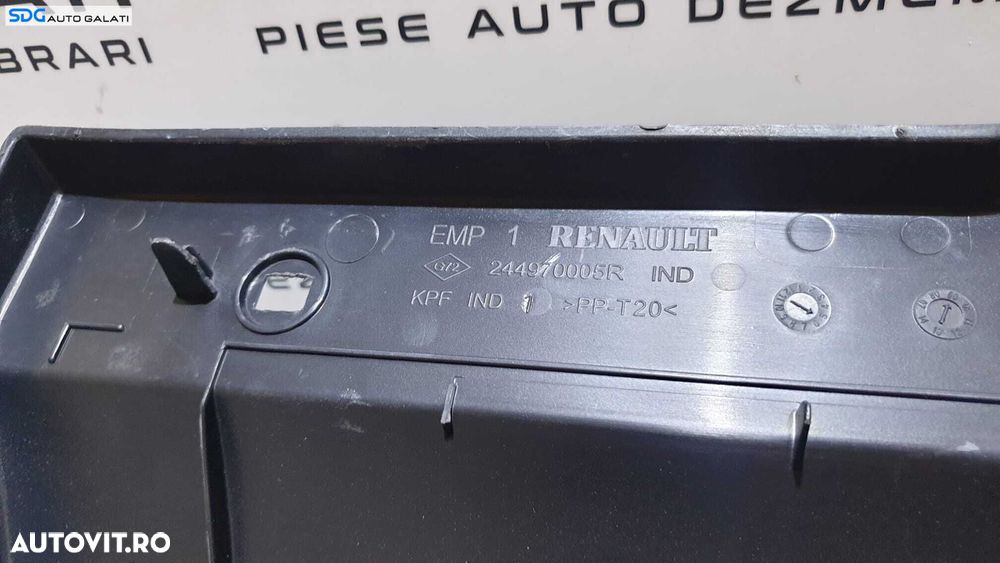 SDG AUTO GALATI
BRARI
PIESE AUTO DEZMEM
EMP 1 RENAULT
G72
244970005R IND
KPF IND 1 >PP-T20<
AUTOVIT.RO